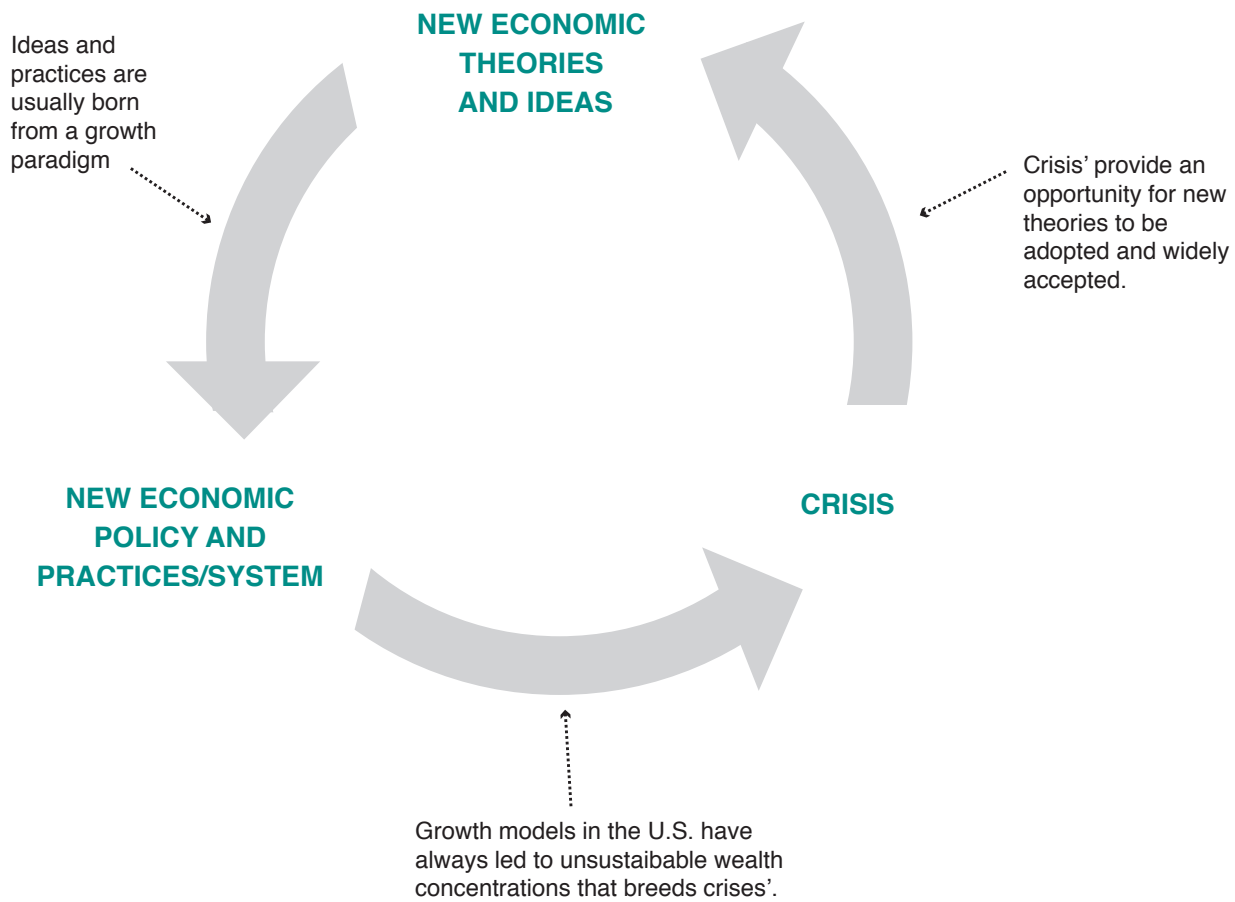 NEW ECONOMIC
THEORIES
AND IDEAS
Ideas and
practices are
usually born
from a growth
paradigm
Crisis’ provide an
opportunity for new
theories to be
adopted and widely
accepted.
NEW ECONOMIC
POLICY AND
PRACTICES/SYSTEM
CRISIS
Growth models in the U.S. have
always led to unsustaibable wealth
concentrations that breeds crises’.